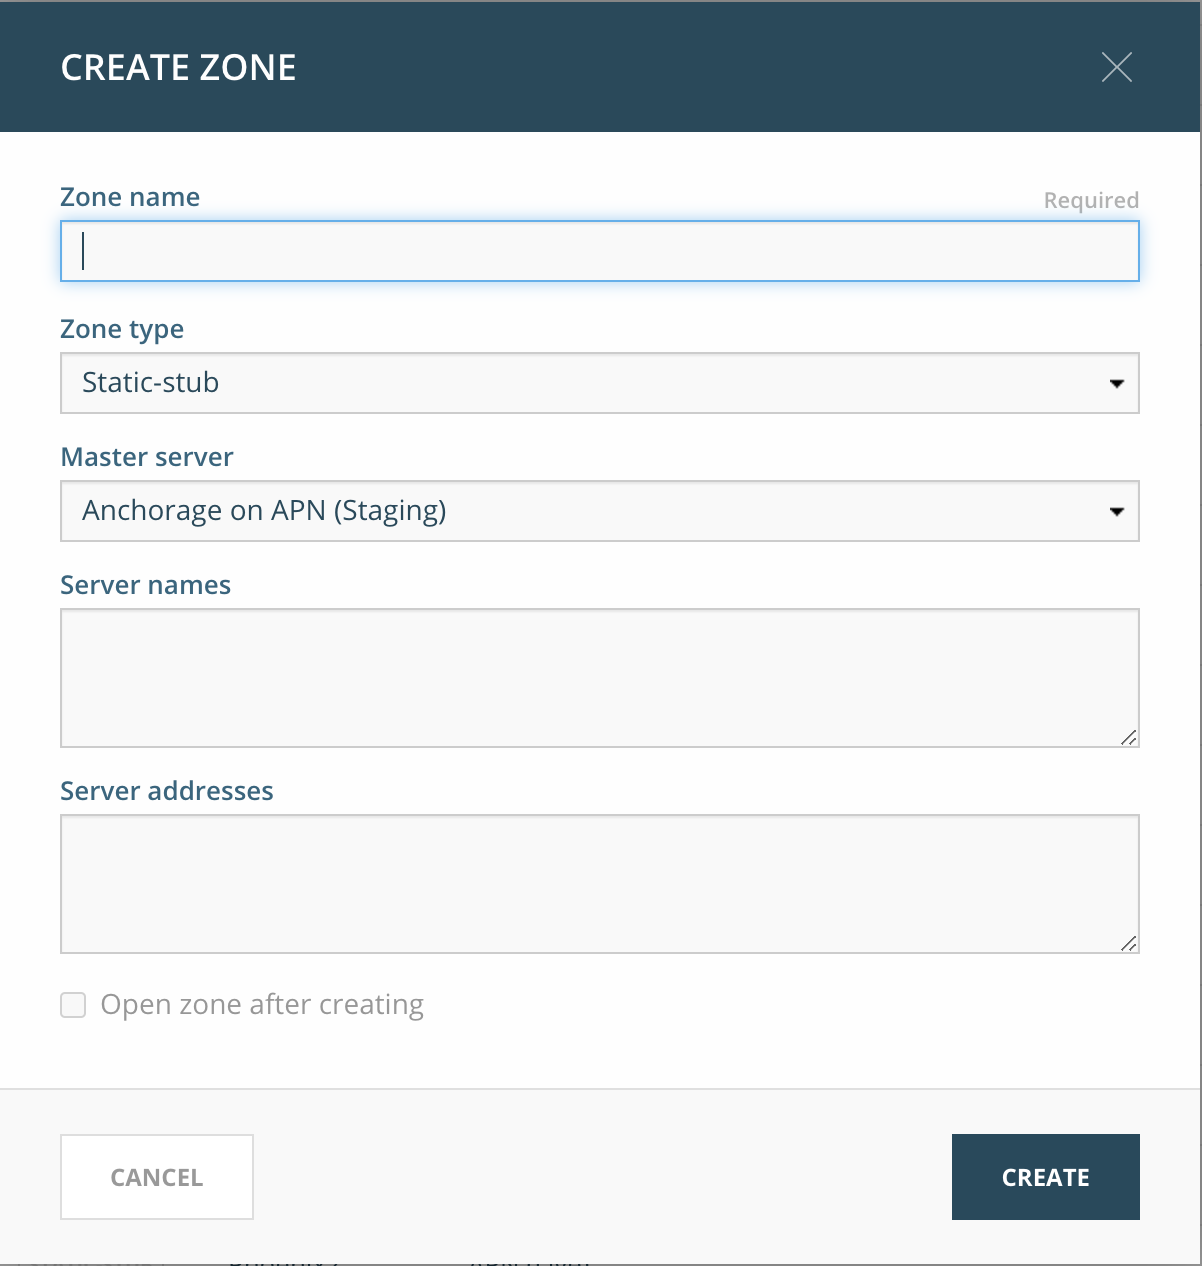 CREATE ZONE
Zone name
Required
Zone type
Static-stub
Master server
Anchorage on APN (Staging)
Server names
Server addresses
Open zone after creating
CANCEL
CREATE